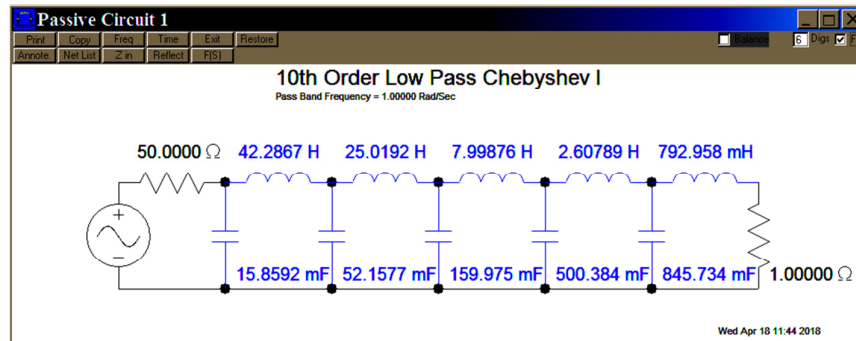 Passive Circuit 1
Print Copy Freq Time Exit Restore Balance 6 Digs F
Annote. Net List Z in Reflect F(S)
10th Order Low Pass Chebyshev I
Pass Band Frequency = 1.00000 Rad/Sec
50.0000 Ω 42.2867 H 25.0192 H 7.99876 H 2.60789 H 792.958 mH
15.8592 mF 52.1577 mF 159.975 mF 500.384 mF 845.734 mF 1.00000 Ω
Wed Apr 18 11:44 2018